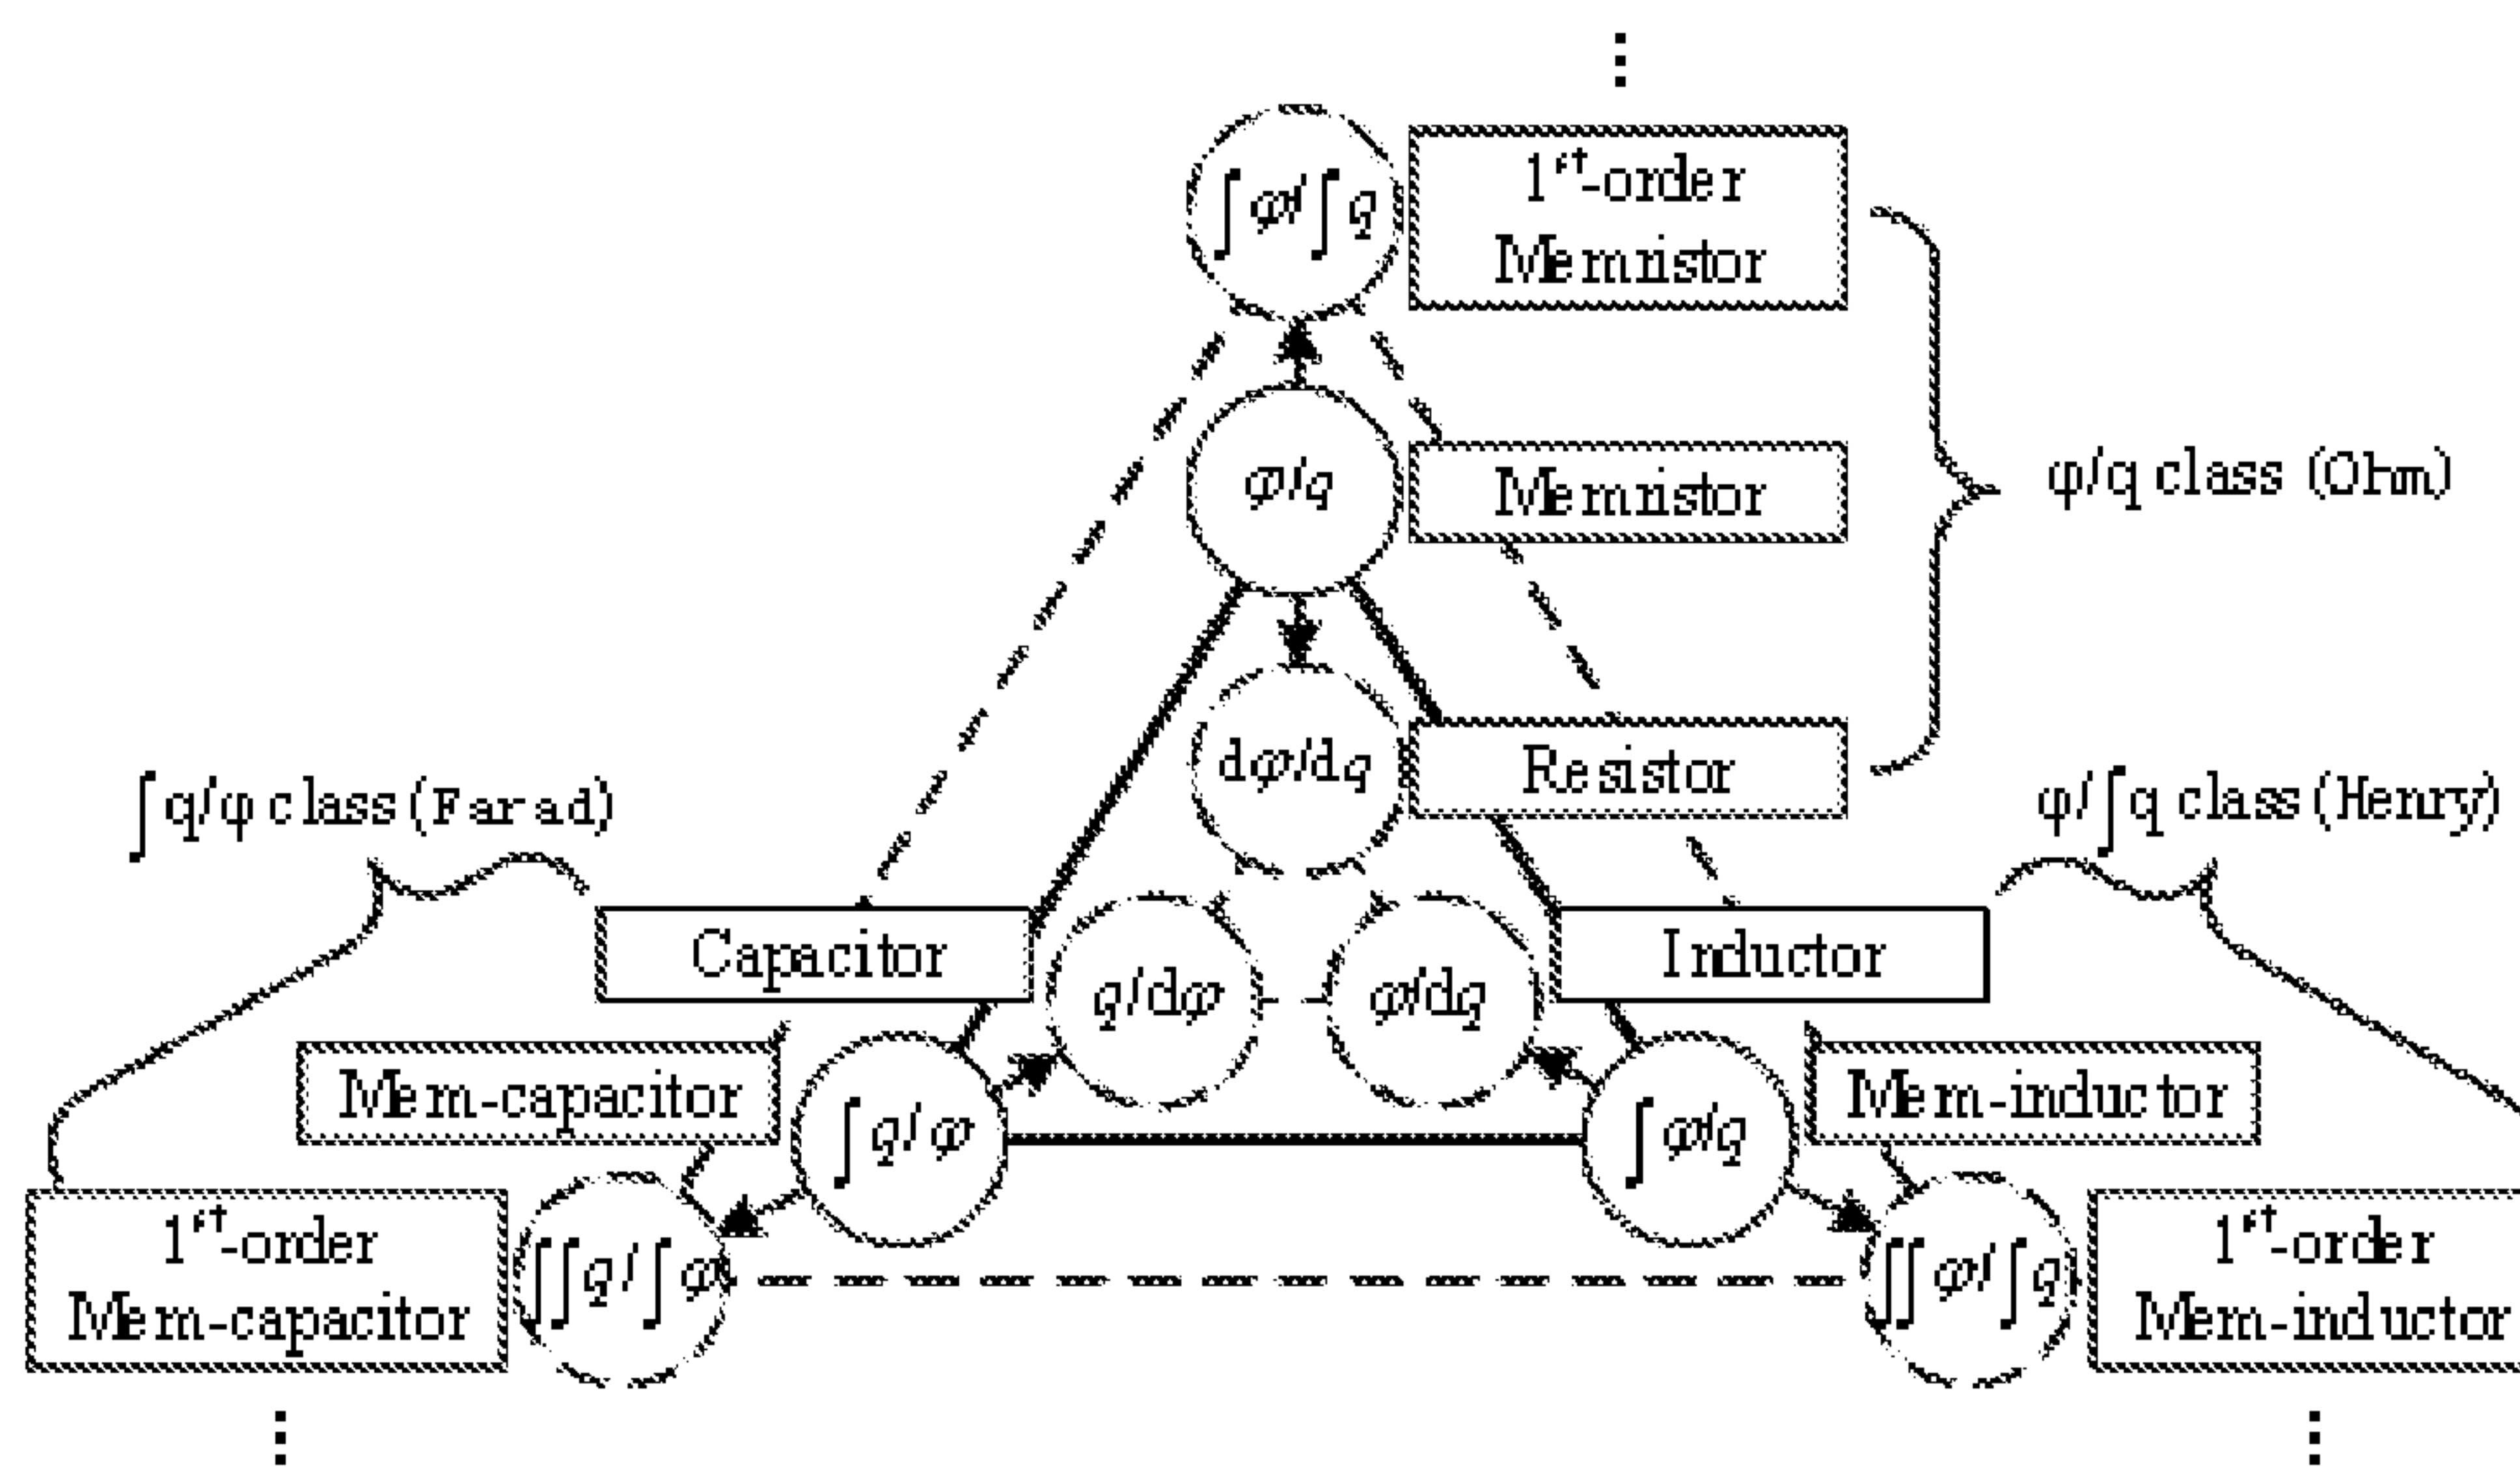 ⋮
∫φ/∫q
1st-order
Memristor
φ/q
Memristor
φ/q class (Ohm)
dφ/dq
Resistor
∫q/φ class (Farad)
φ/∫q class (Henry)
Capacitor
q/dφ
φ/dq
Inductor
Mem-capacitor
∫q/φ
∫φ/q
Mem-inductor
1st-order
Mem-capacitor
∫∫q/∫φ
∫∫φ/∫q
1st-order
Mem-inductor
⋮
⋮